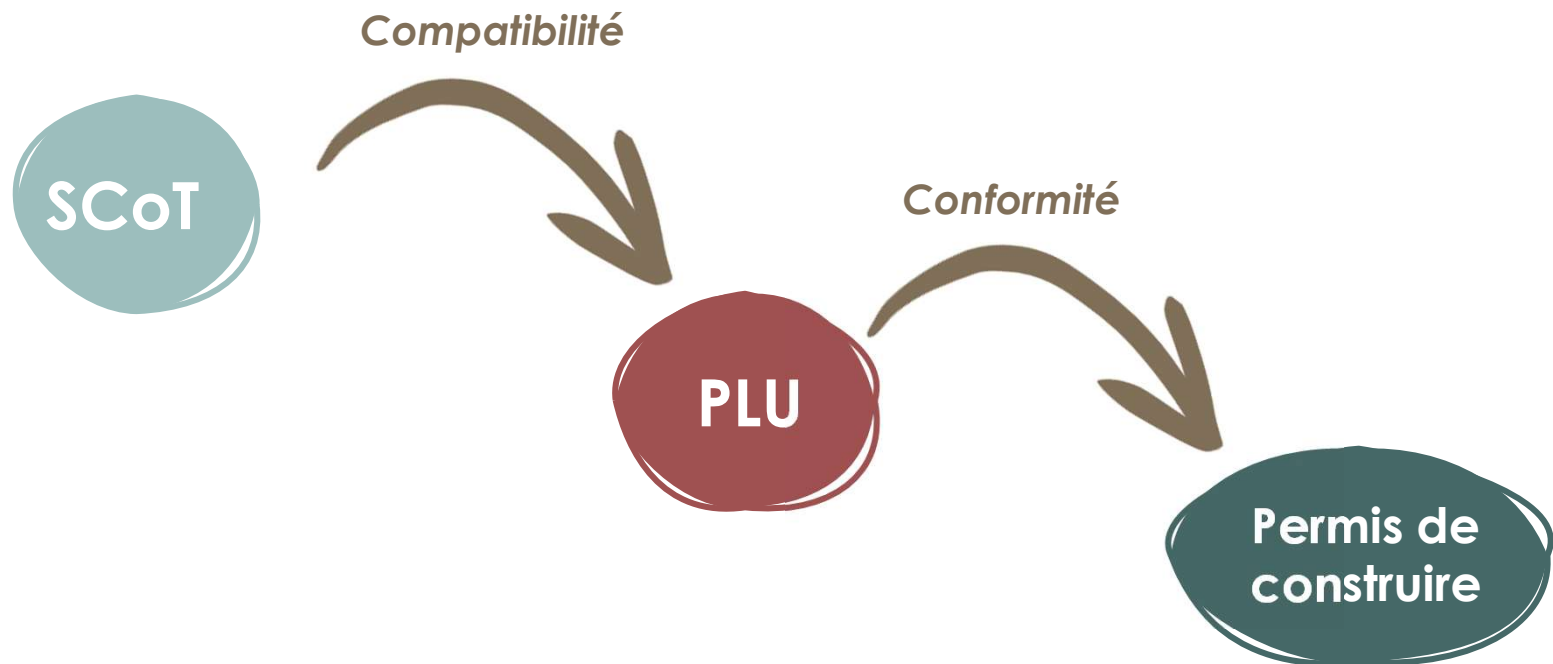 Compatibilité
SCoT
Conformité
PLU
Permis de
construire